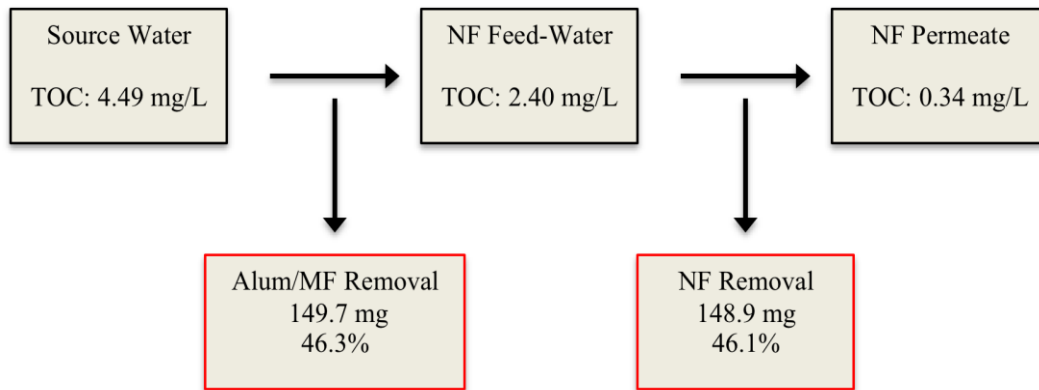 Source Water
TOC: 4.49 mg/L
NF Feed-Water
TOC: 2.40 mg/L
NF Permeate
TOC: 0.34 mg/L
Alum/MF Removal
149.7 mg
46.3%
NF Removal
148.9 mg
46.1%